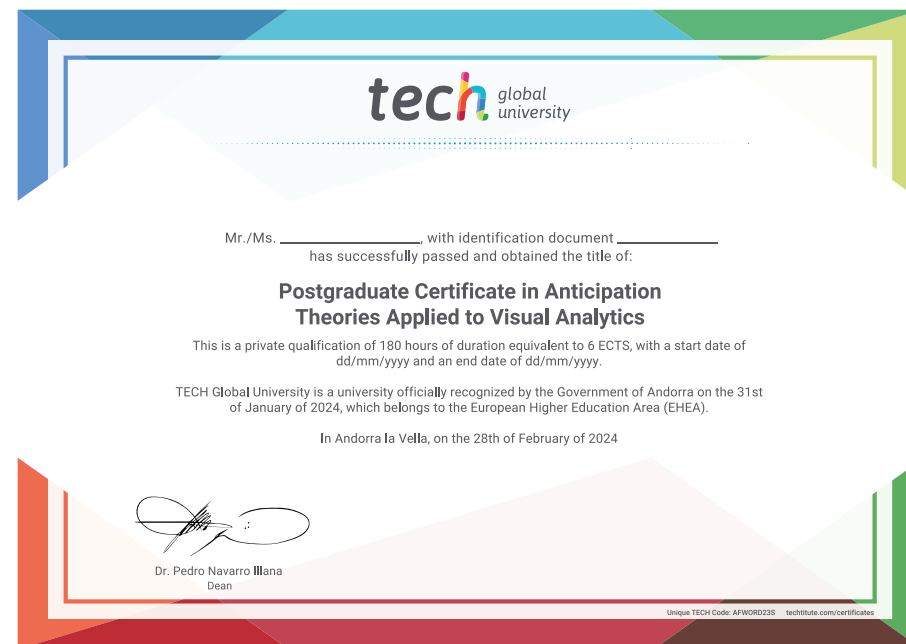 tech global
university
Mr./Ms. ____________________, with identification document ______________
has successfully passed and obtained the title of:
Postgraduate Certificate in Anticipation
Theories Applied to Visual Analytics
This is a private qualification of 180 hours of duration equivalent to 6 ECTS, with a start date of
dd/mm/yyyy and an end date of dd/mm/yyyy.
TECH Global University is a university officially recognized by the Government of Andorra on the 31st
of January of 2024, which belongs to the European Higher Education Area (EHEA).
In Andorra la Vella, on the 28th of February of 2024
Dr. Pedro Navarro Illana
Dean
Unique TECH Code: AFWORD23S techtitute.com/certificates